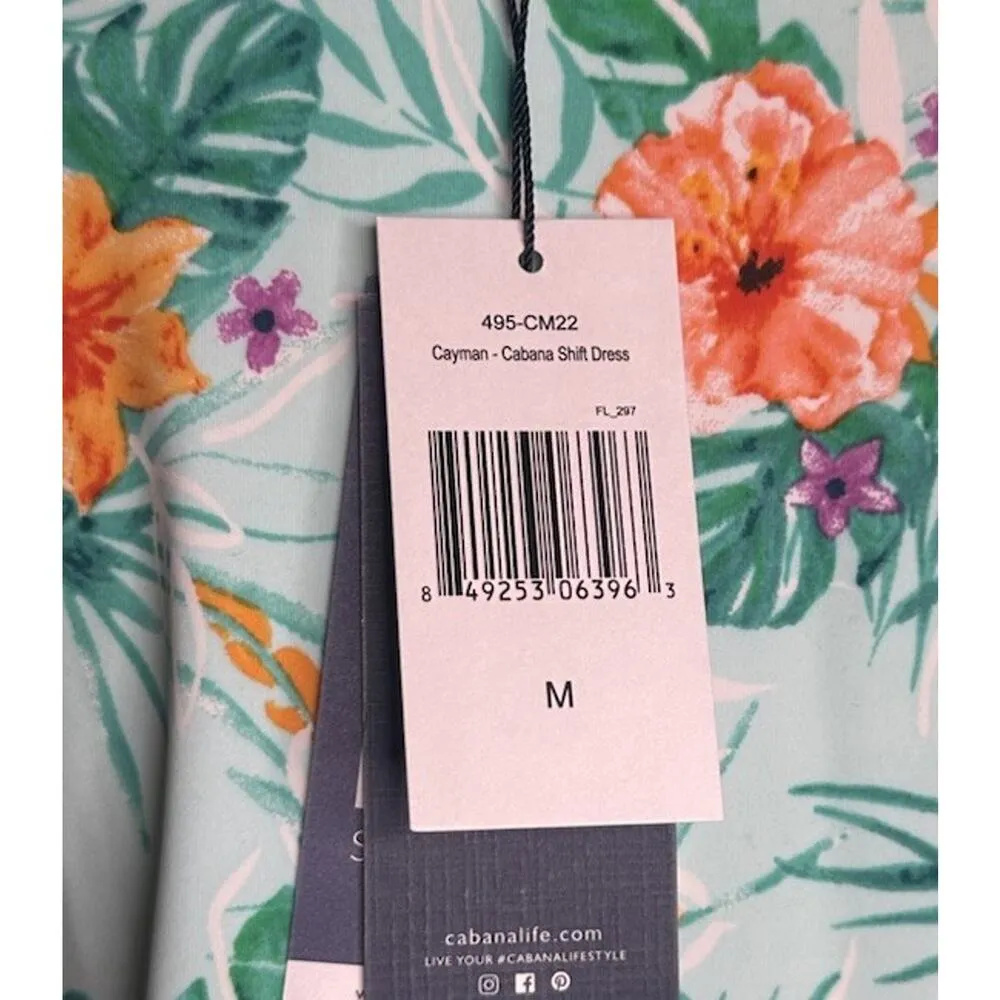 495-CM22
Cayman - Cabana Shift Dress
FL_297
8 49253 06396 3
M
cabanalife.com
LIVE YOUR #CABANALIFESTYLE